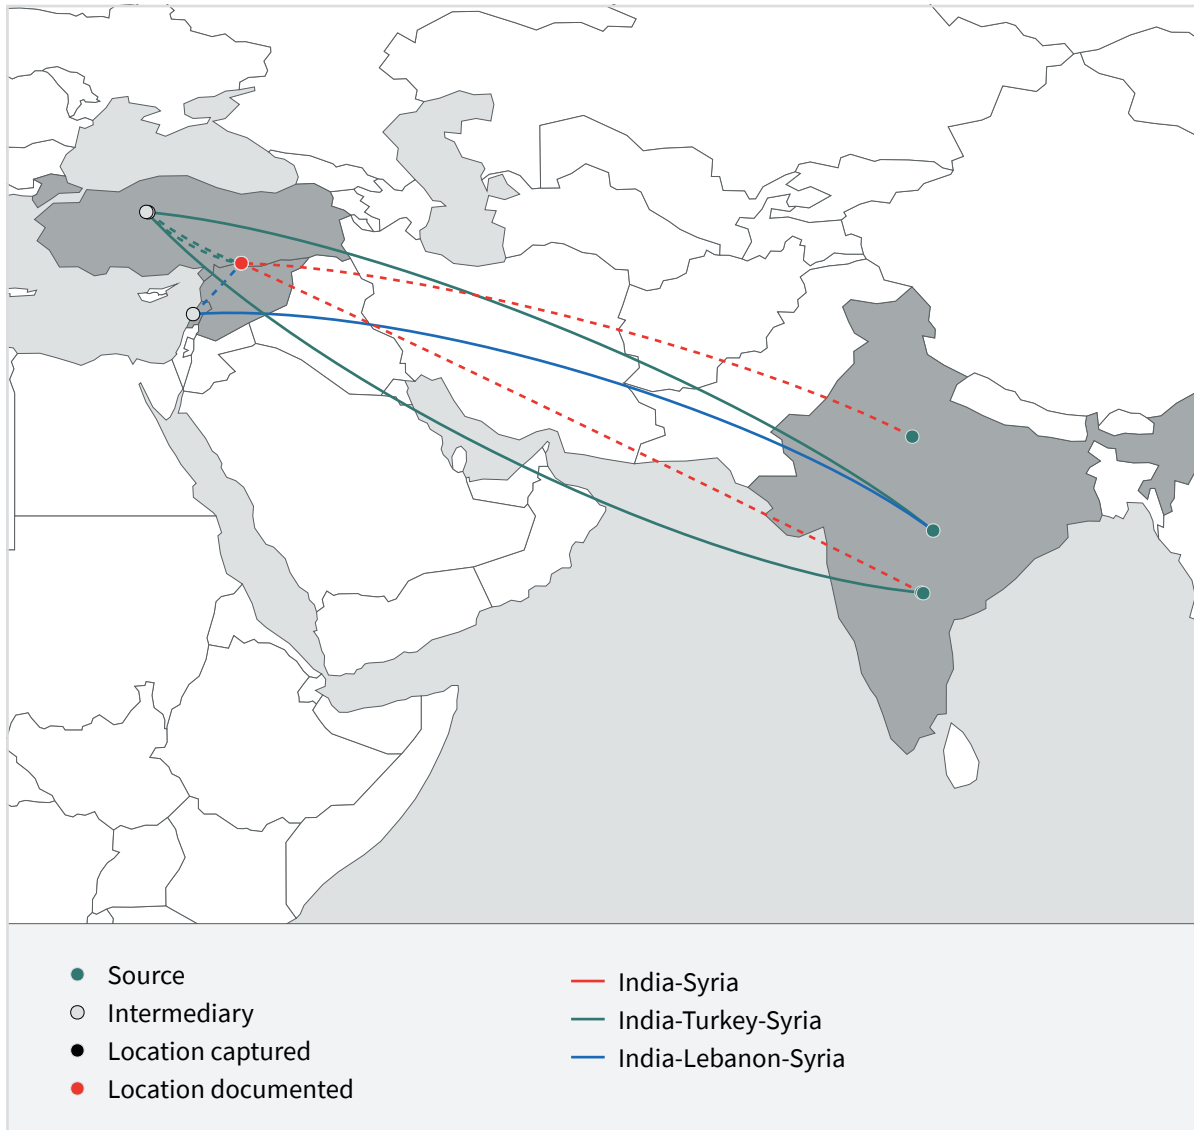 Source
Intermediary
Location captured
Location documented
India-Syria
India-Turkey-Syria
India-Lebanon-Syria